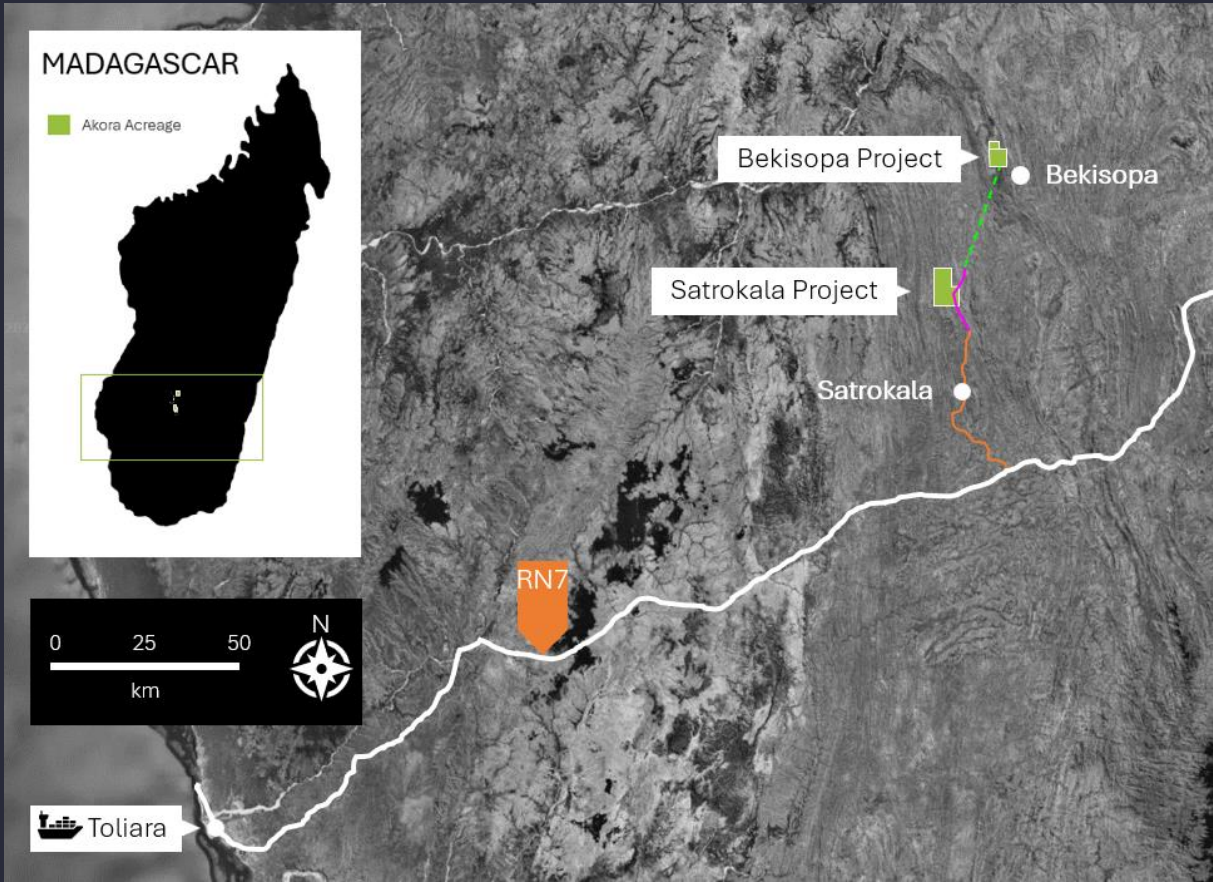 MADAGASCAR
Akora Acreage
Bekisopa Project
Bekisopa
Satrokala Project
Satrokala
RN7
0 25 50
km
N
Toliara